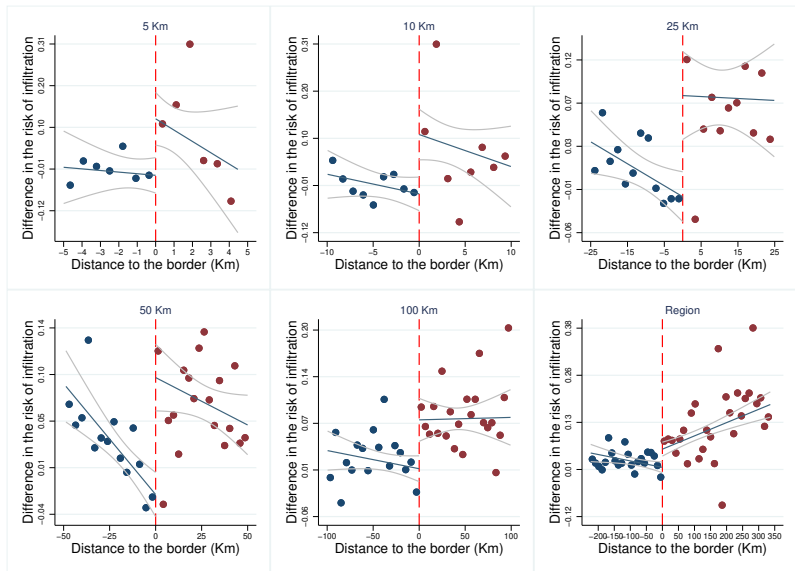 5 Km
Difference in the risk of infiltration
0.31
0.20
0.10
−0.01
−0.12
−5 −4 −3 −2 −1 0 1 2 3 4 5
Distance to the border (Km)
10 Km
Difference in the risk of infiltration
0.31
0.20
0.10
−0.01
−0.12
−10 −5 0 5 10
Distance to the border (Km)
25 Km
Difference in the risk of infiltration
0.12
0.07
0.03
−0.01
−0.06
−25 −15 −5 5 15 25
Distance to the border (Km)
50 Km
Difference in the risk of infiltration
0.14
0.10
0.05
0.01
−0.04
−50 −25 0 25 50
Distance to the border (Km)
100 Km
Difference in the risk of infiltration
0.20
0.14
0.07
0.01
−0.06
−100 −50 0 50 100
Distance to the border (Km)
Region
Difference in the risk of infiltration
0.38
0.26
0.13
0.01
−0.12
−200−150−100−50 0 50 100 150 200 250 300 350
Distance to the border (Km)